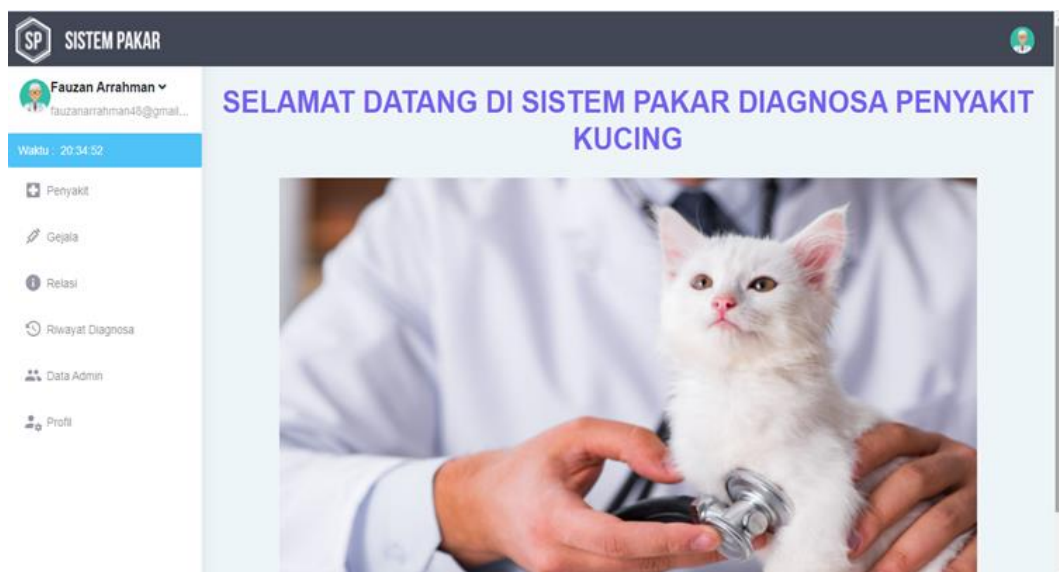 SP SISTEM PAKAR
Fauzan Arrahman
fauzanarrahman48@gmail...
Waktu : 20:34:52
Penyakit
Gejala
Relasi
Riwayat Diagnosa
Data Admin
Profil
SELAMAT DATANG DI SISTEM PAKAR DIAGNOSA PENYAKIT
KUCING